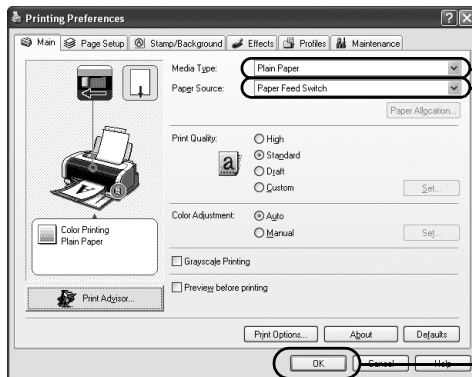 Printing Preferences
Main Page Setup Stamp/Background Effects Profiles Maintenance
Media Type: Plain Paper
Paper Source: Paper Feed Switch
Paper Allocation...
Print Quality: High
Standard
Draft
Custom Set...
Color Adjustment: Auto
Manual Set...
Color Printing
Plain Paper
Grayscale Printing
Preview before printing
Print Advisor...
Print Options... About Defaults
OK Cancel Help